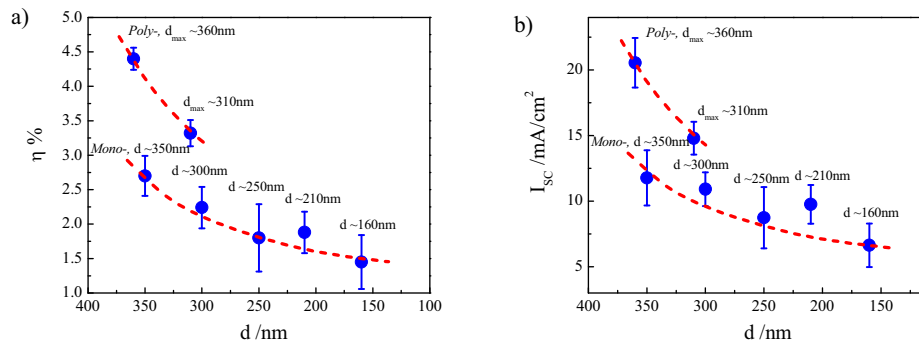 a)
η %
5.0
4.5
4.0
3.5
3.0
2.5
2.0
1.5
1.0
Poly-, dmax ~360nm
dmax ~310nm
Mono-, d ~350nm
d ~300nm
d ~250nm
d ~210nm
d ~160nm
400 350 300 250 200 150 100
d /nm
b)
ISC /mA/cm²
20
15
10
5
Poly-, dmax ~360nm
dmax ~310nm
Mono-, d ~350nm
d ~300nm
d ~250nm
d ~210nm
d ~160nm
400 350 300 250 200 150
d /nm